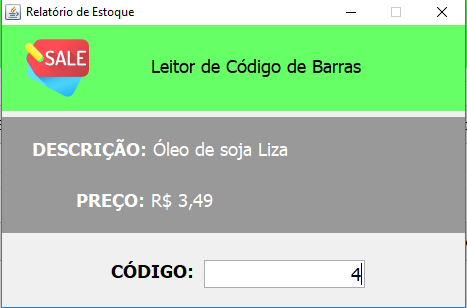 Relatório de Estoque
SALE
Leitor de Código de Barras
DESCRIÇÃO: Óleo de soja Liza
PREÇO: R$ 3,49
CÓDIGO: 4